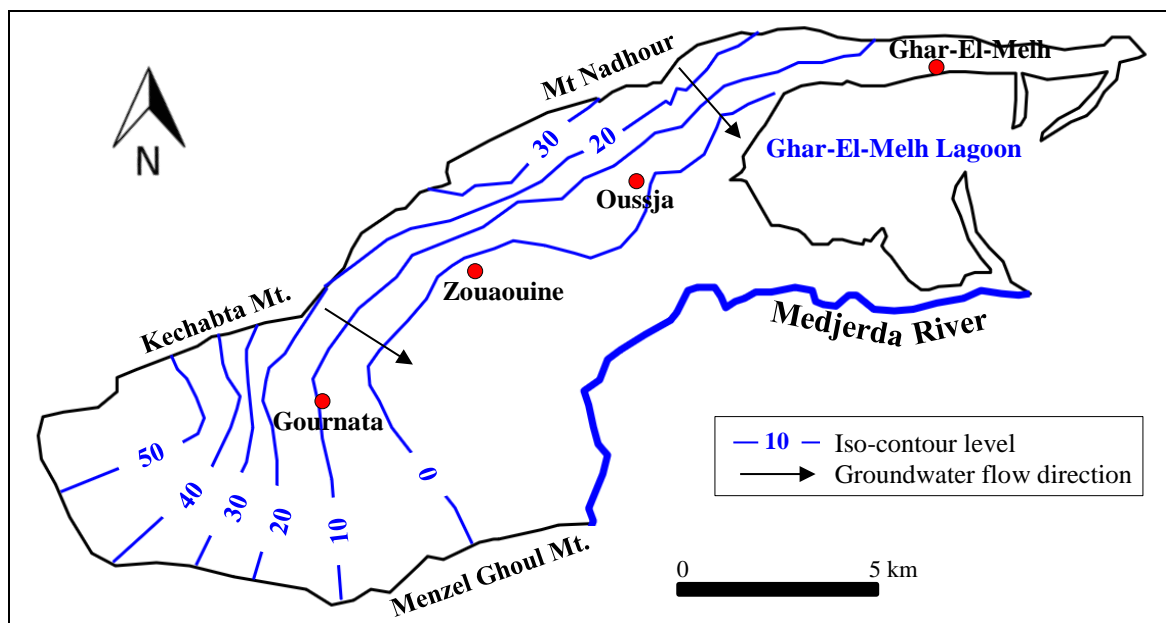 Ghar-El-Melh
Mt Nadhour
N
30
20
Ghar-El-Melh Lagoon
Oussja
Zouaouine
Kechabta Mt.
Medjerda River
Gournata
50
40
30
20
10
0
10 Iso-contour level
Groundwater flow direction
Menzel Ghoul Mt.
0 5 km